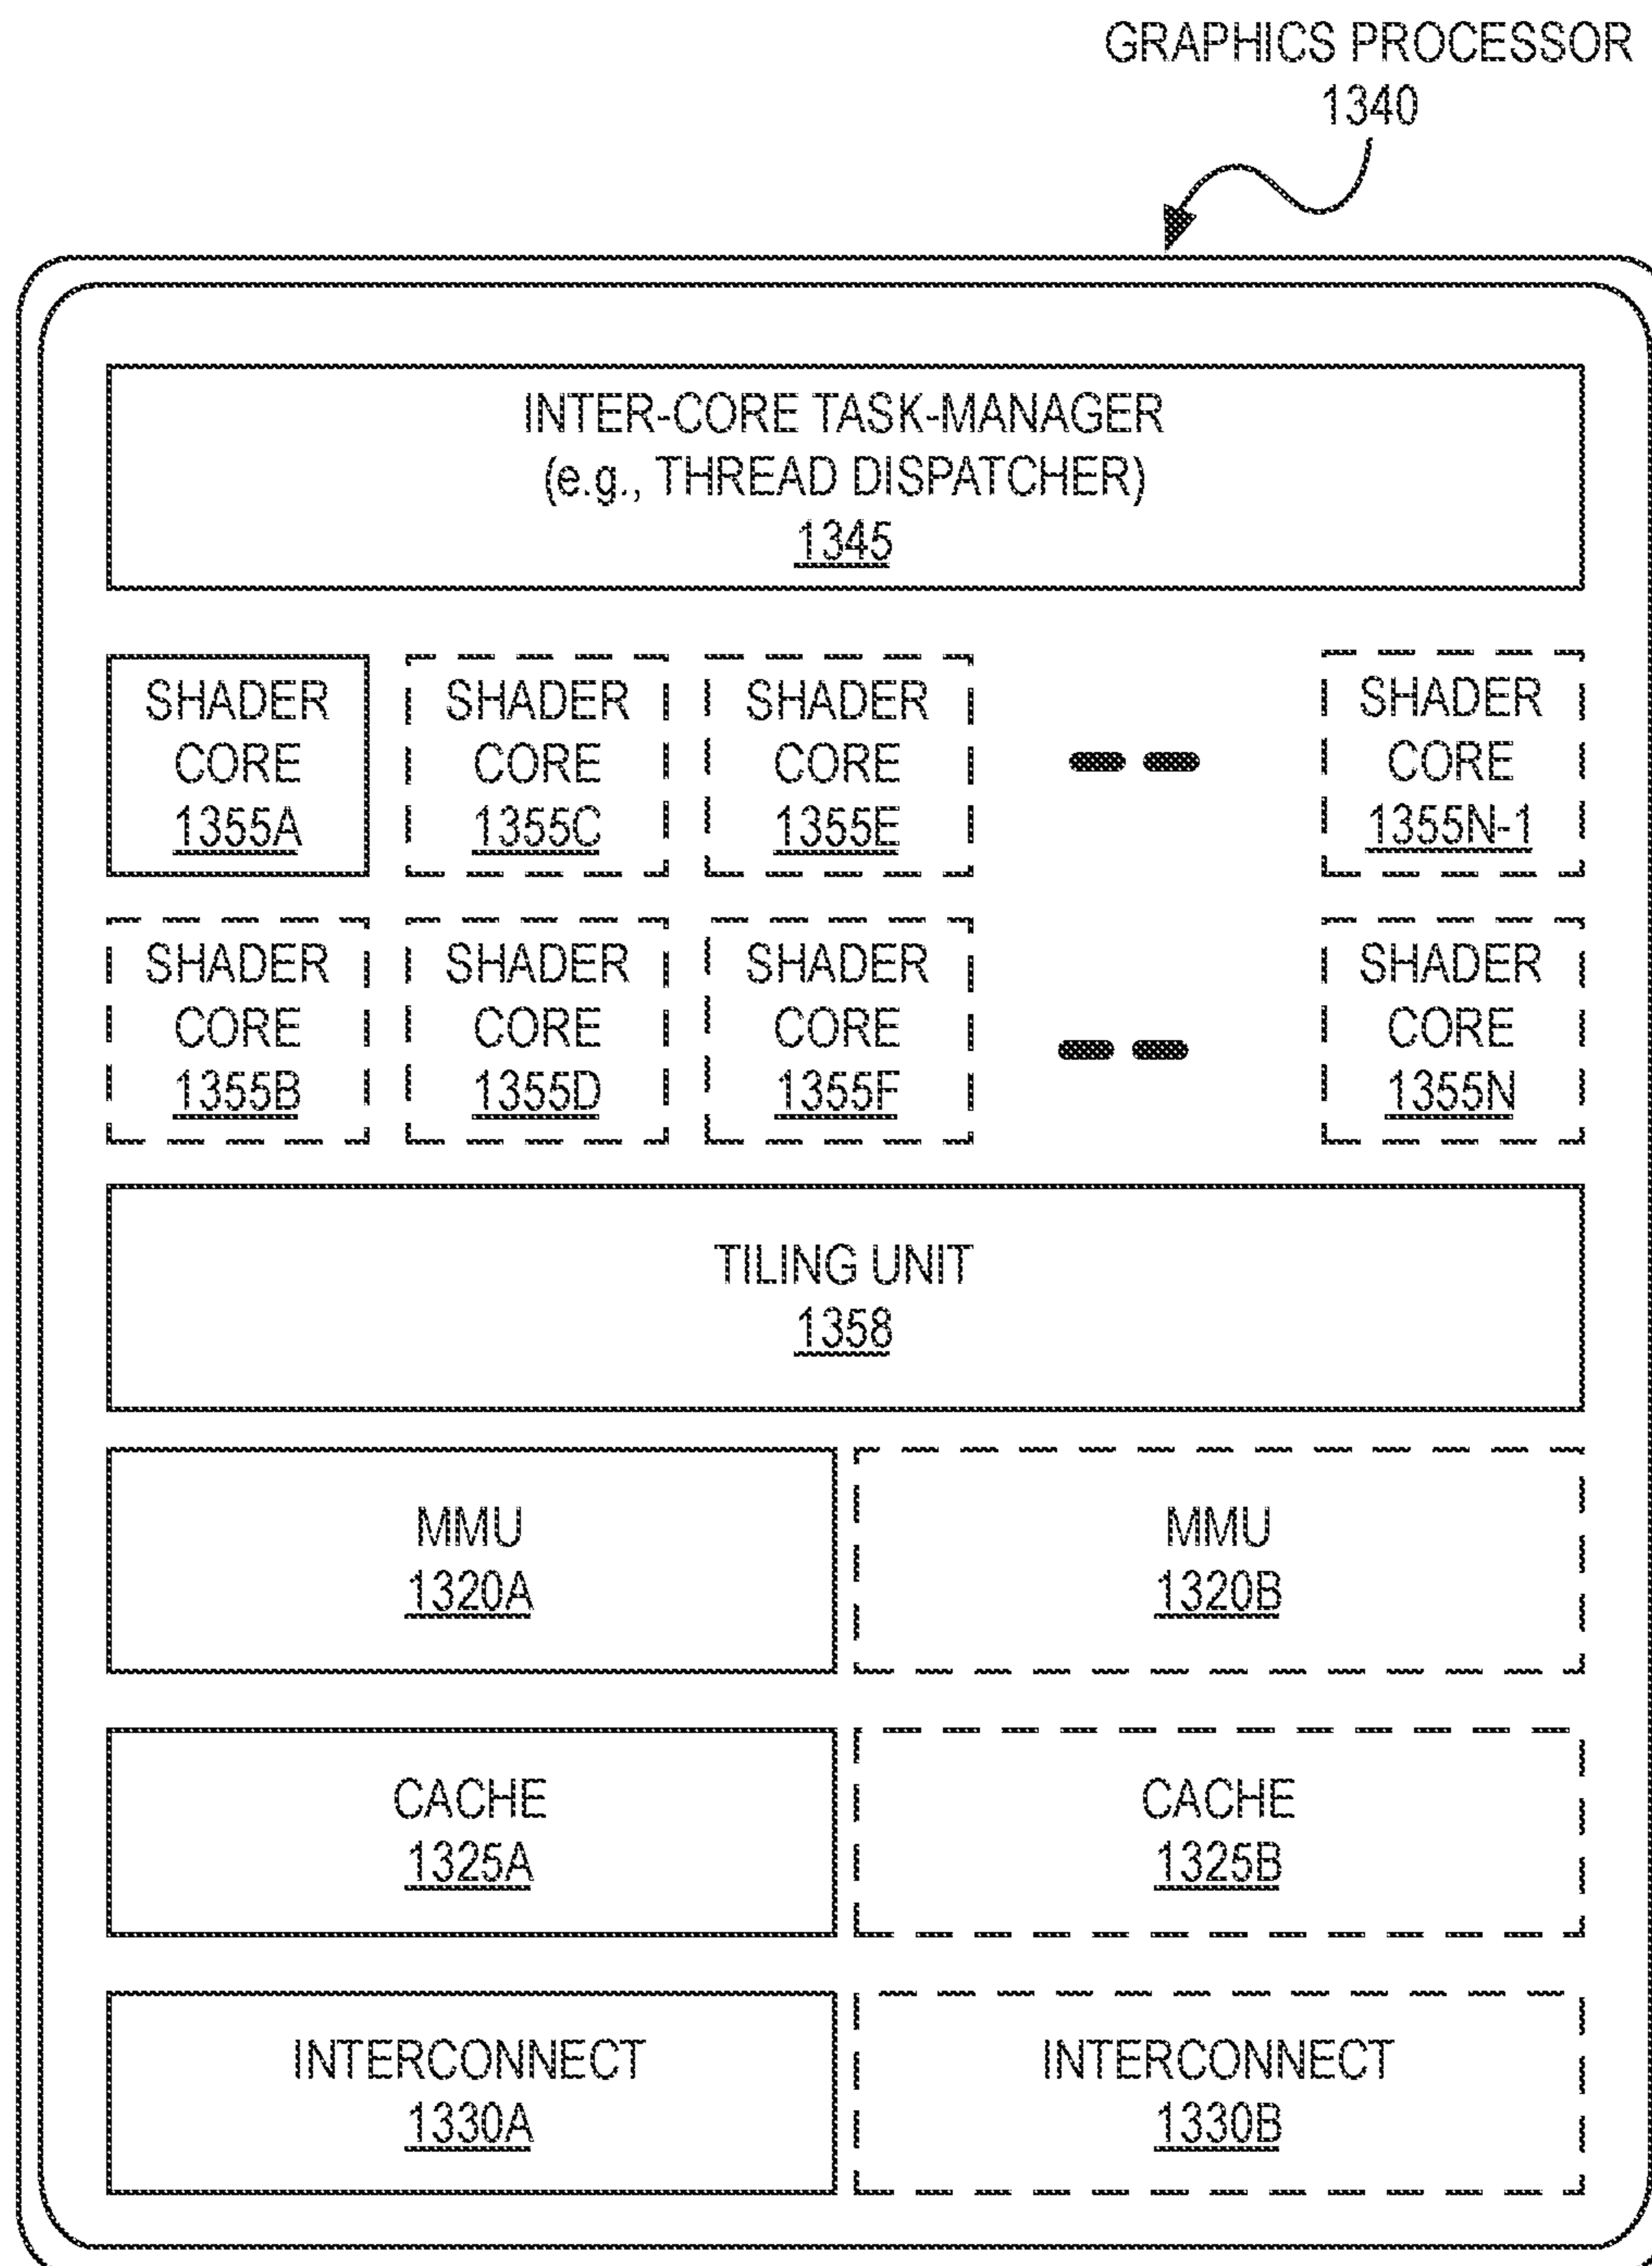 GRAPHICS PROCESSOR
1340
INTER-CORE TASK-MANAGER
(e.g., THREAD DISPATCHER)
1345
SHADER
CORE
1355A
SHADER
CORE
1355C
SHADER
CORE
1355E
SHADER
CORE
1355N-1
SHADER
CORE
1355B
SHADER
CORE
1355D
SHADER
CORE
1355F
SHADER
CORE
1355N
TILING UNIT
1358
MMU
1320A
MMU
1320B
CACHE
1325A
CACHE
1325B
INTERCONNECT
1330A
INTERCONNECT
1330B